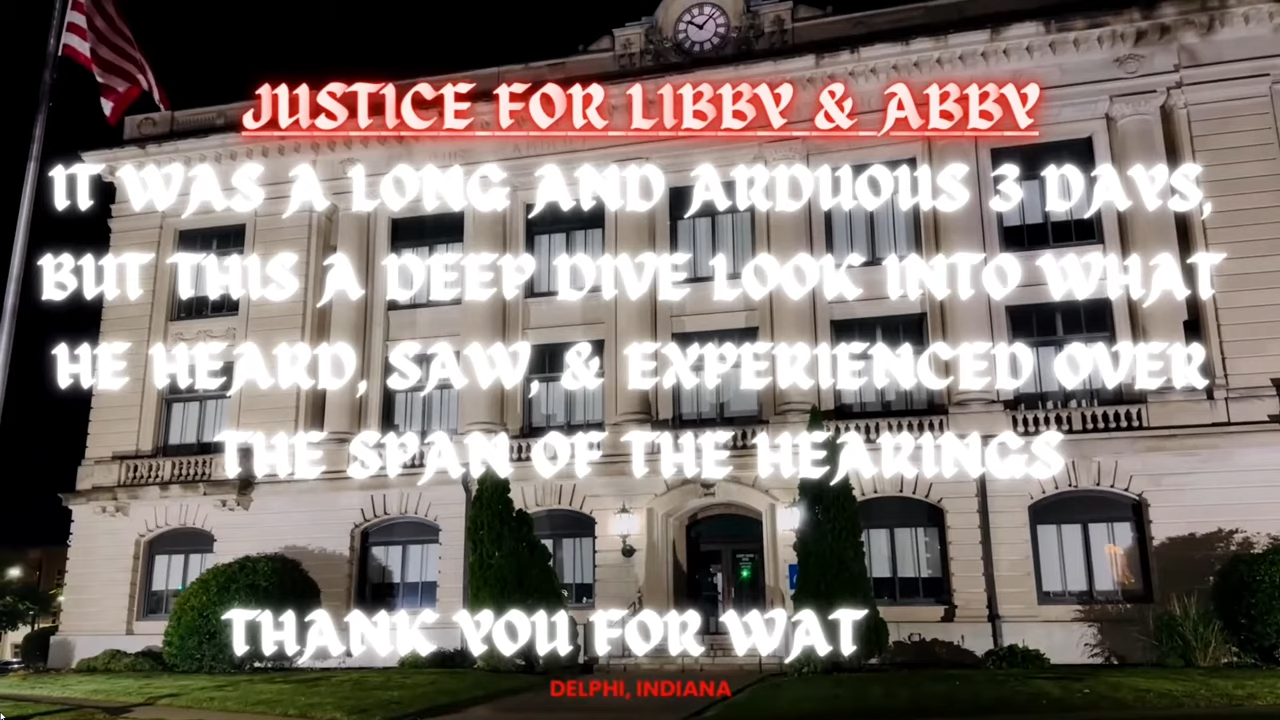 JUSTICE FOR LIBBY & ABBY
IT WAS A LONG AND ARDUOUS 3 DAYS,
BUT THIS A DEEP DIVE LOOK INTO WHAT
HE HEARD, SAW, & EXPERIENCED OVER
THE SPAN OF THE HEARINGS
THANK YOU FOR WAT
DELPHI, INDIANA